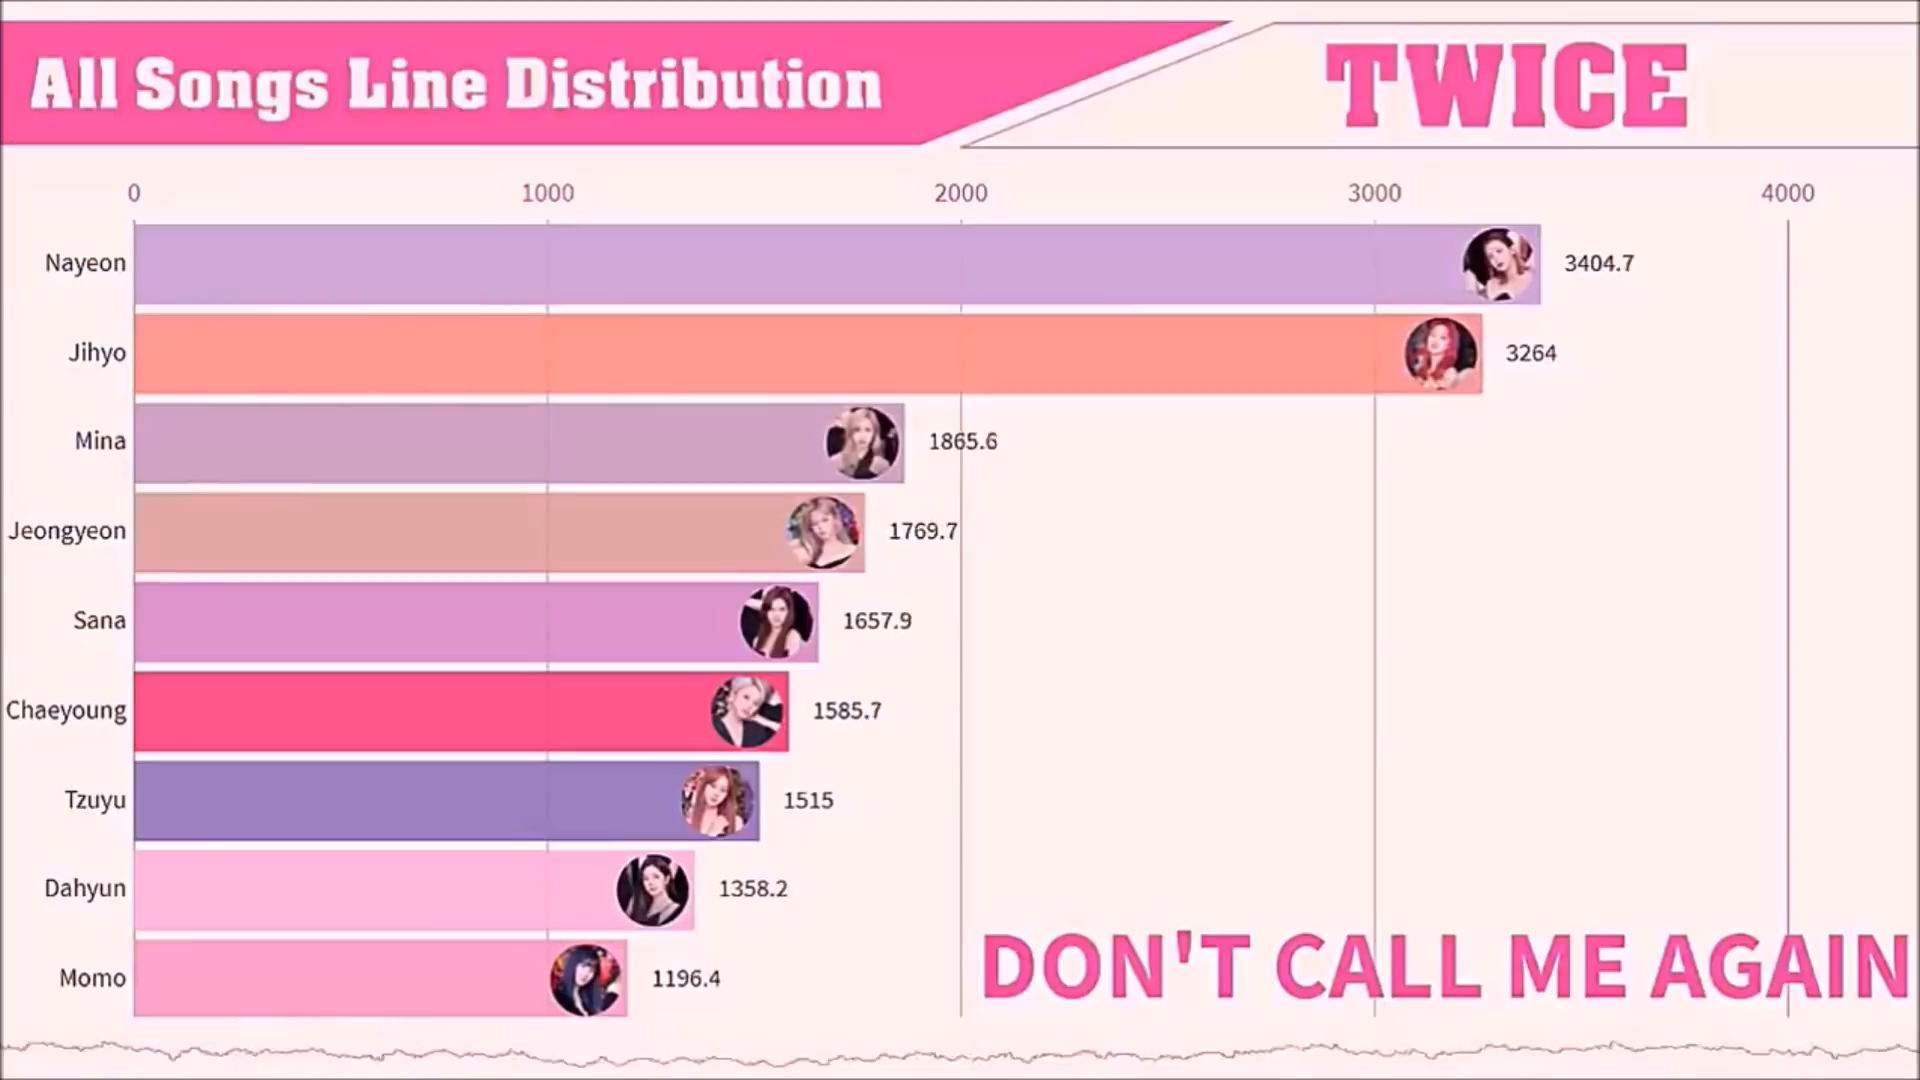 All Songs Line Distribution
TWICE
0 1000 2000 3000 4000
Nayeon 3404.7
Jihyo 3264
Mina 1865.6
Jeongyeon 1769.7
Sana 1657.9
Chaeyoung 1585.7
Tzuyu 1515
Dahyun 1358.2
Momo 1196.4
DON'T CALL ME AGAIN